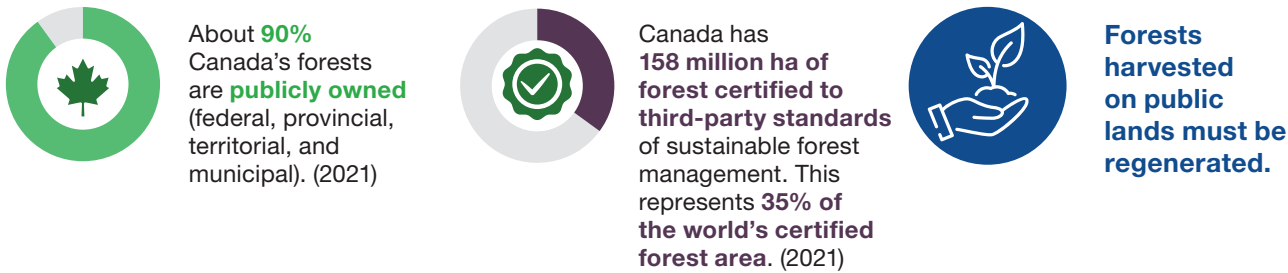 About 90%
Canada's forests
are publicly owned
(federal, provincial,
territorial, and
municipal). (2021)
Canada has
158 million ha of
forest certified to
third-party standards
of sustainable forest
management. This
represents 35% of
the world's certified
forest area. (2021)
Forests
harvested
on public
lands must be
regenerated.